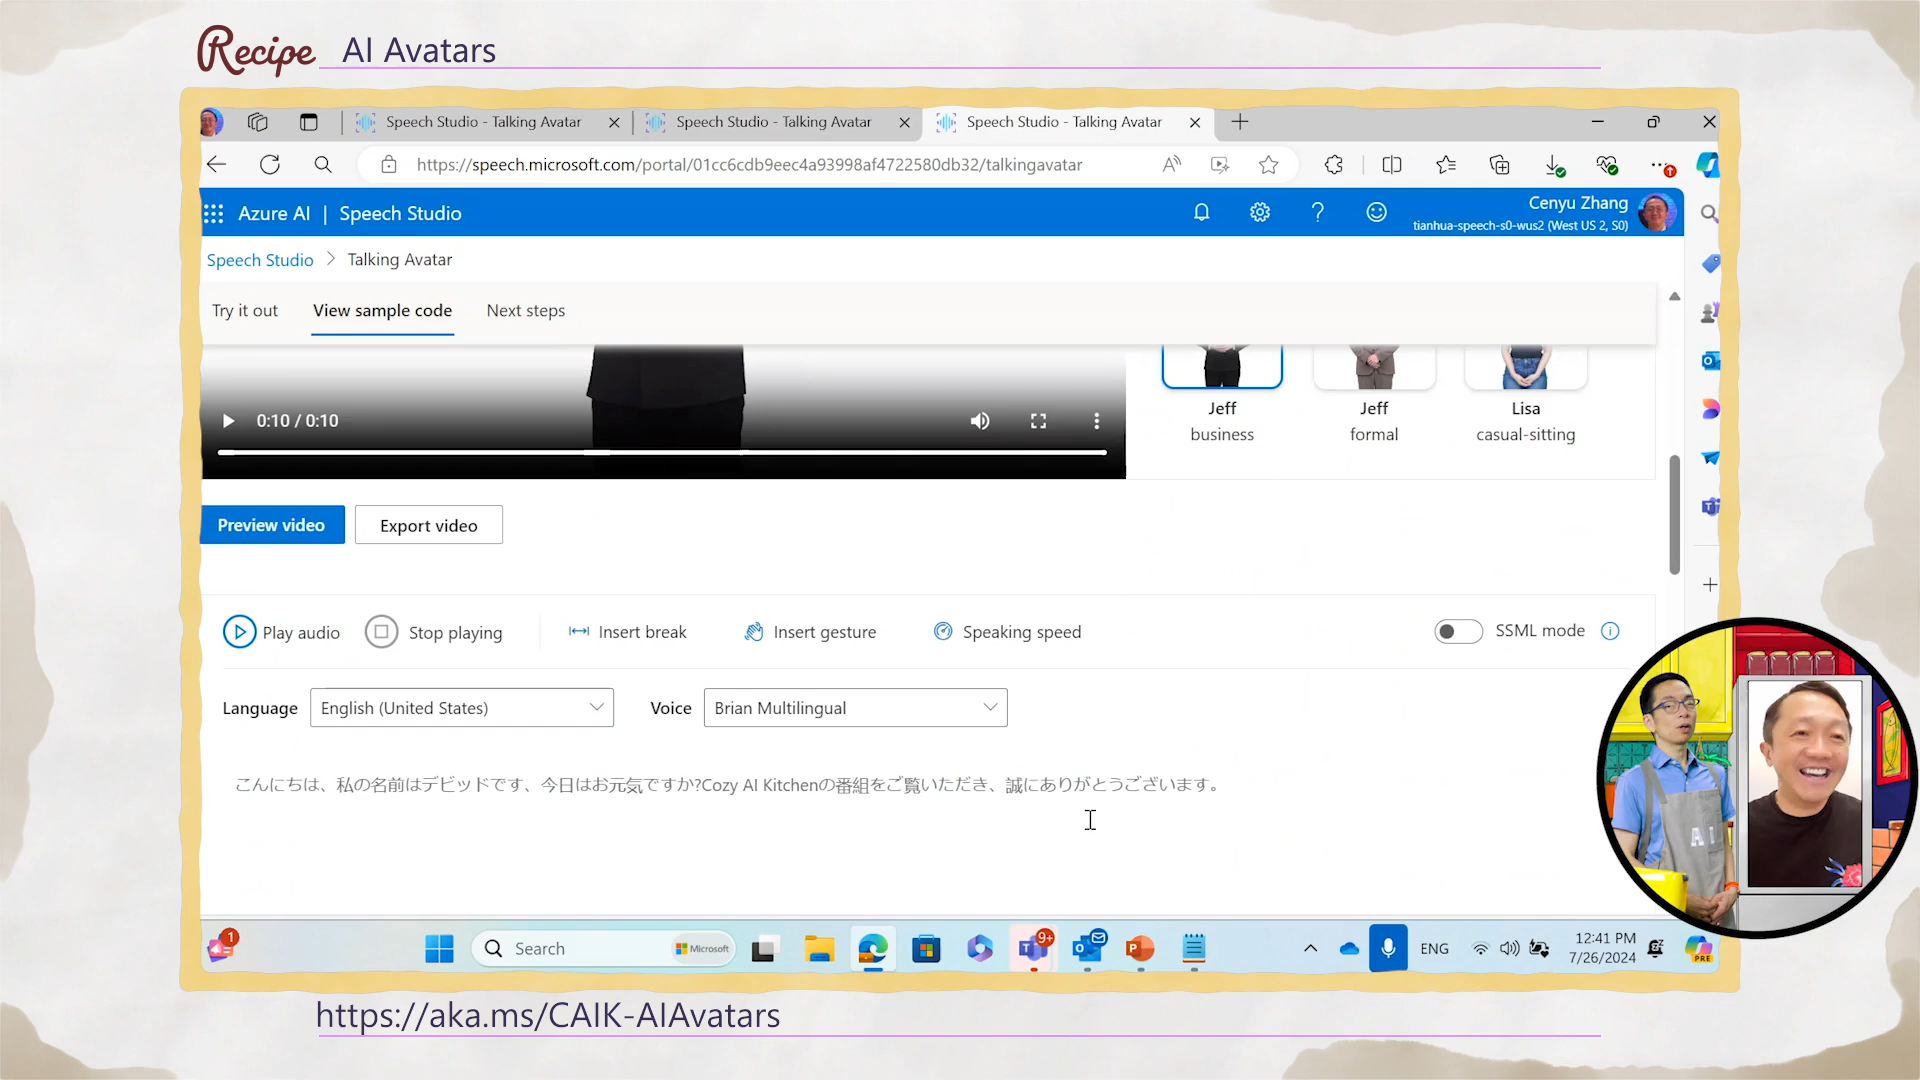 Recipe AI Avatars
Speech Studio - Talking Avatar
Speech Studio - Talking Avatar
Speech Studio - Talking Avatar
https://speech.microsoft.com/portal/01cc6cdb9eec4a93998af4722580db32/talkingavatar
Azure AI | Speech Studio
Cenyu Zhang
tianhua-speech-s0-wus2 (West US 2, S0)
Speech Studio > Talking Avatar
Try it out View sample code Next steps
0:10 / 0:10
Jeff
business
Jeff
formal
Lisa
casual-sitting
Preview video Export video
Play audio Stop playing Insert break Insert gesture Speaking speed SSML mode
Language English (United States) Voice Brian Multilingual
こんにちは、私の名前はデビッドです、今日はお元気ですか?Cozy AI Kitchenの番組をご覧いただき、誠にありがとうございます。
AI
1
Search
Microsoft
9+
ENG
12:41 PM
7/26/2024
PRE
https://aka.ms/CAIK-AIAvatars